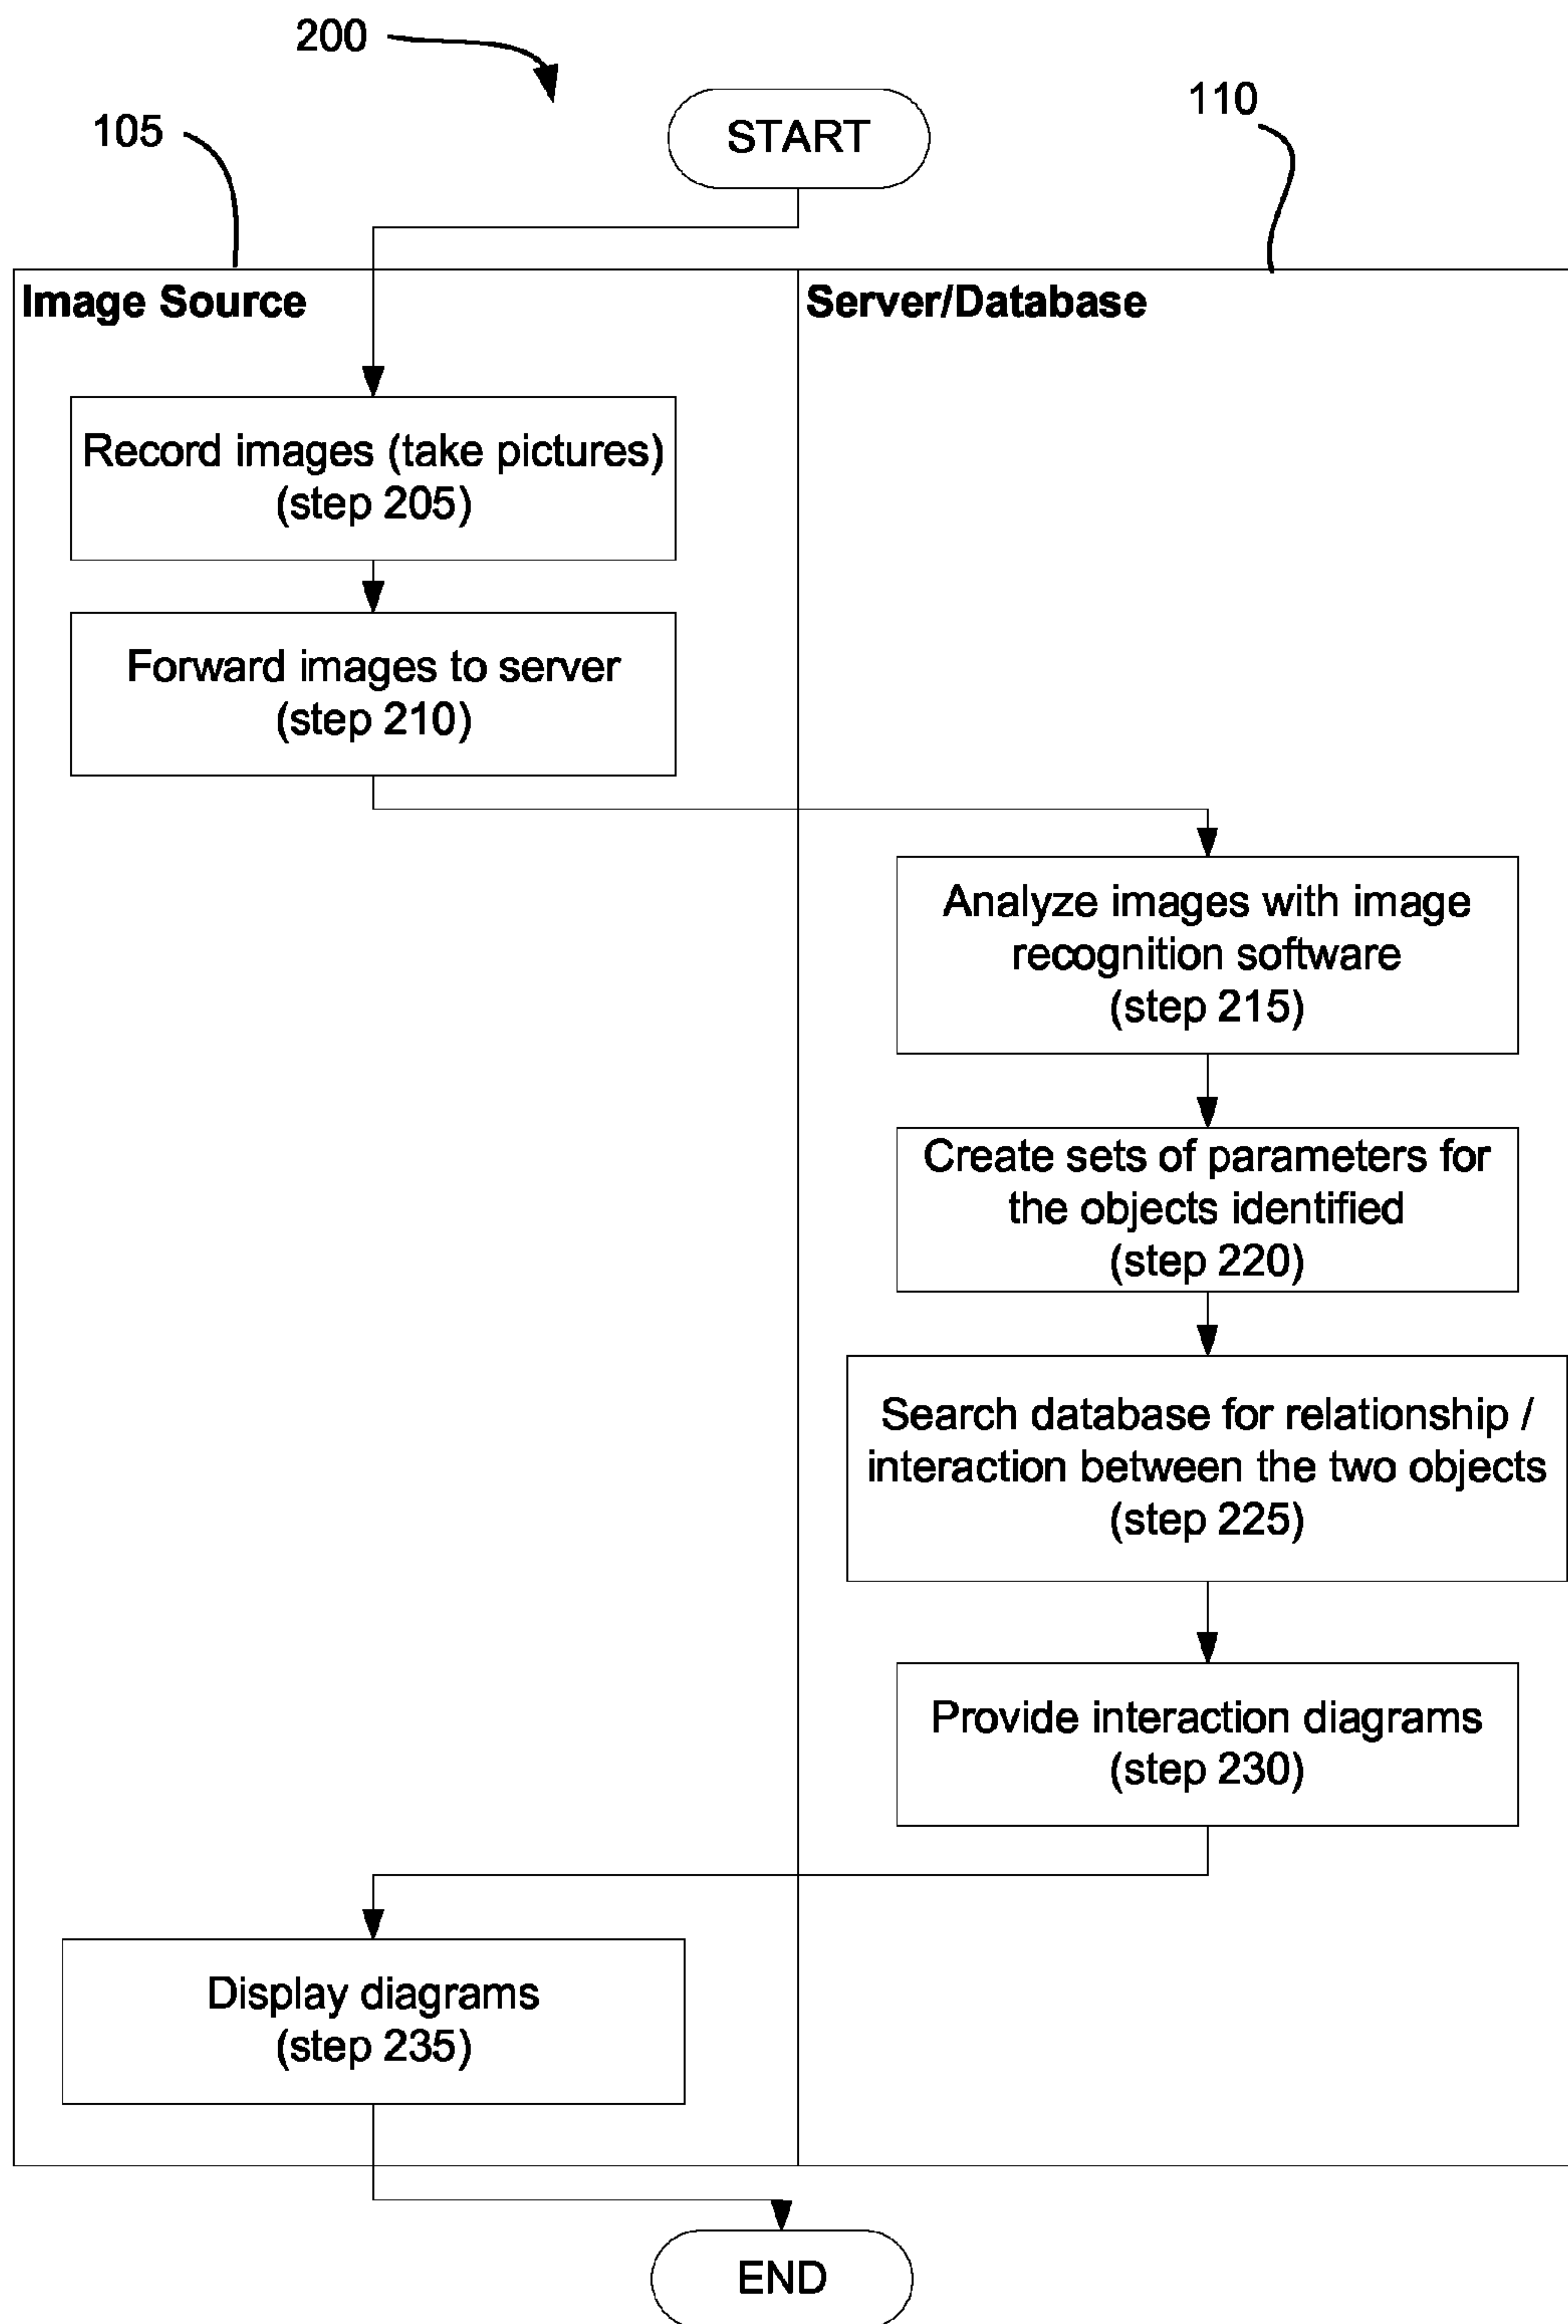 200
START
105
110
Image Source
Server/Database
Record images (take pictures)
(step 205)
Forward images to server
(step 210)
Analyze images with image
recognition software
(step 215)
Create sets of parameters for
the objects identified
(step 220)
Search database for relationship /
interaction between the two objects
(step 225)
Provide interaction diagrams
(step 230)
Display diagrams
(step 235)
END